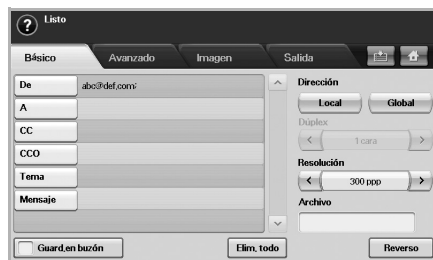 ? Listo
Básico Avanzado Imagen Salida
De abc@def,com;
A
CC
CCO
Tema
Mensaje
Dirección
Local Global
Dúplex
< 1 cara >
Resolución
< 300 ppp >
Archivo
Guard,en buzón Elim, todo Reverso